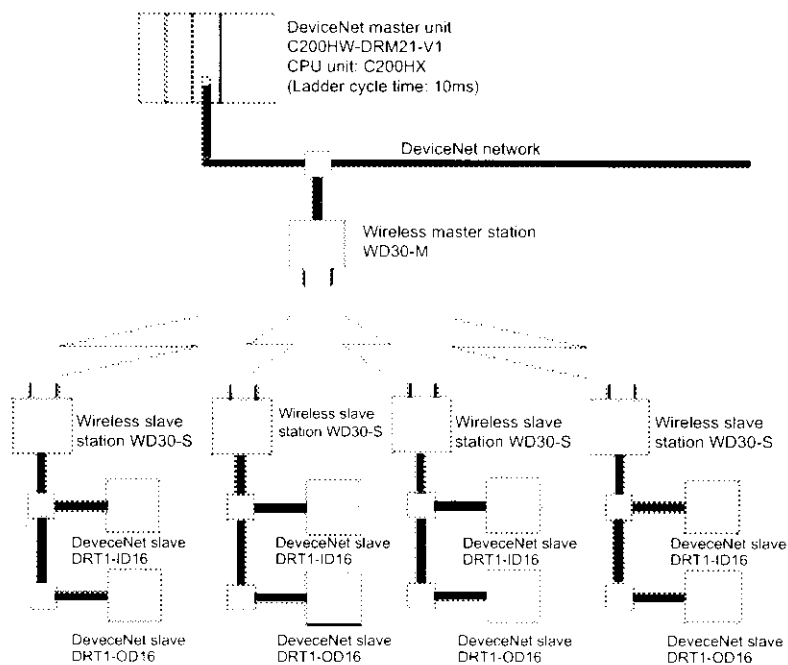 DeviceNet master unit
C200HW-DRM21-V1
CPU unit: C200HX
(Ladder cycle time: 10ms)
DeviceNet network
Wireless master station
WD30-M
Wireless slave
station WD30-S
Wireless slave
station WD30-S
Wireless slave
station WD30-S
Wireless slave
station WD30-S
DeveceNet slave
DRT1-ID16
DeveceNet slave
DRT1-ID16
DeveceNet slave
DRT1-ID16
DeveceNet slave
DRT1-ID16
DeveceNet slave
DRT1-OD16
DeveceNet slave
DRT1-OD16
DeveceNet slave
DRT1-OD16
DeveceNet slave
DRT1-OD16